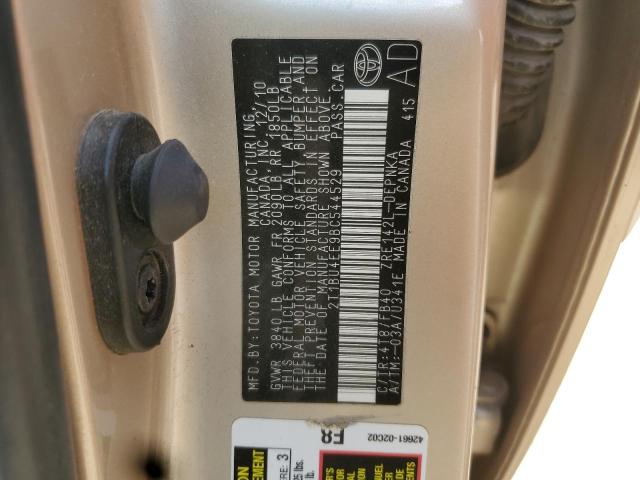 MFD.BY:TOYOTA MOTOR MANUFACTURING,
CANADA,INC. 12/10
GVWR 3840 LB GAWR FR 2090LB RR 1850LB
THIS VEHICLE CONFORMS TO ALL APPLICABLE
FEDERAL MOTOR VEHICLE SAFETY BUMPER AND
THEFT PREVENTION STANDARDS IN EFFECT ON
THE DATE OF MANUFACTURE SHOWN ABOVE.
2T1BU4EE9BC544529 PASS.CAR
C/TR:4T8/FB40 ZRE142L-DEPNKA
A/TM:-03A/U341E MADE IN CANADA 415
AD
TOYOTA
E8
42661-02C02